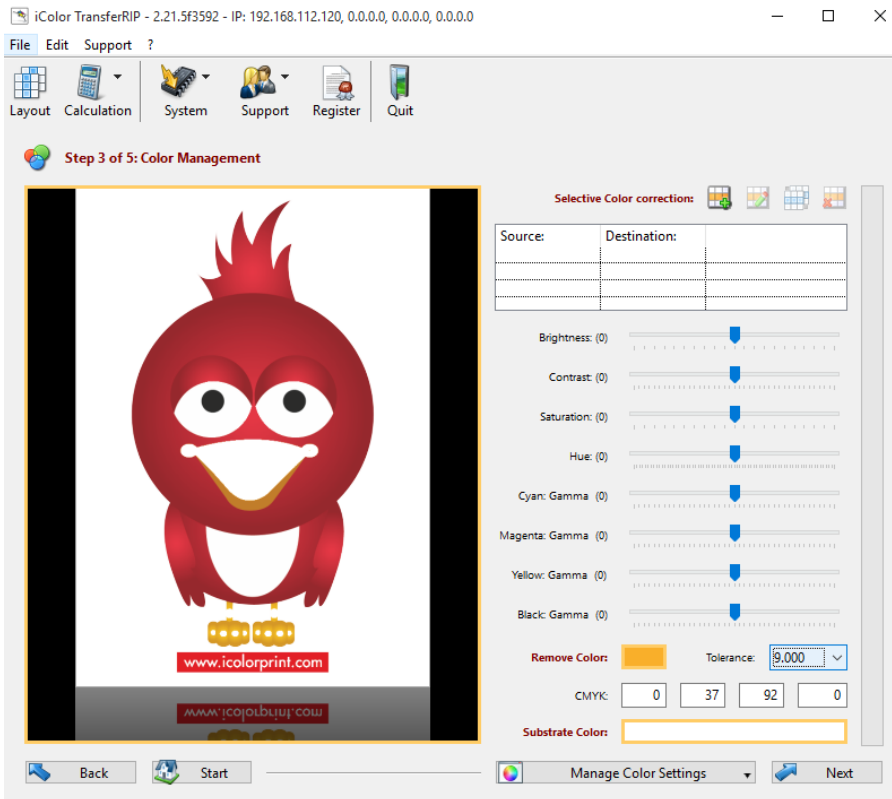 iColor TransferRIP - 2.21.5f3592 - IP: 192.168.112.120, 0.0.0.0, 0.0.0.0, 0.0.0.0
File Edit Support ?
Layout Calculation System Support Register Quit
Step 3 of 5: Color Management
Selective Color correction:
Source: Destination:
Brightness: (0)
Contrast: (0)
Saturation: (0)
Hue: (0)
Cyan: Gamma (0)
Magenta: Gamma (0)
Yellow: Gamma (0)
Black: Gamma (0)
www.icolorprint.com
Remove Color: Tolerance: 9.000
CMYK: 0 37 92 0
www.icolorprint.com
Substrate Color:
Back Start Manage Color Settings Next